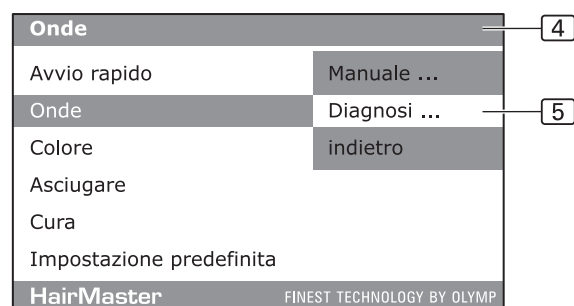 Onde
4
Avvio rapido
Manuale ...
Onde
Diagnosi ...
5
Colore
indietro
Asciugare
Cura
Impostazione predefinita
HairMaster
FINEST TECHNOLOGY BY OLYMP